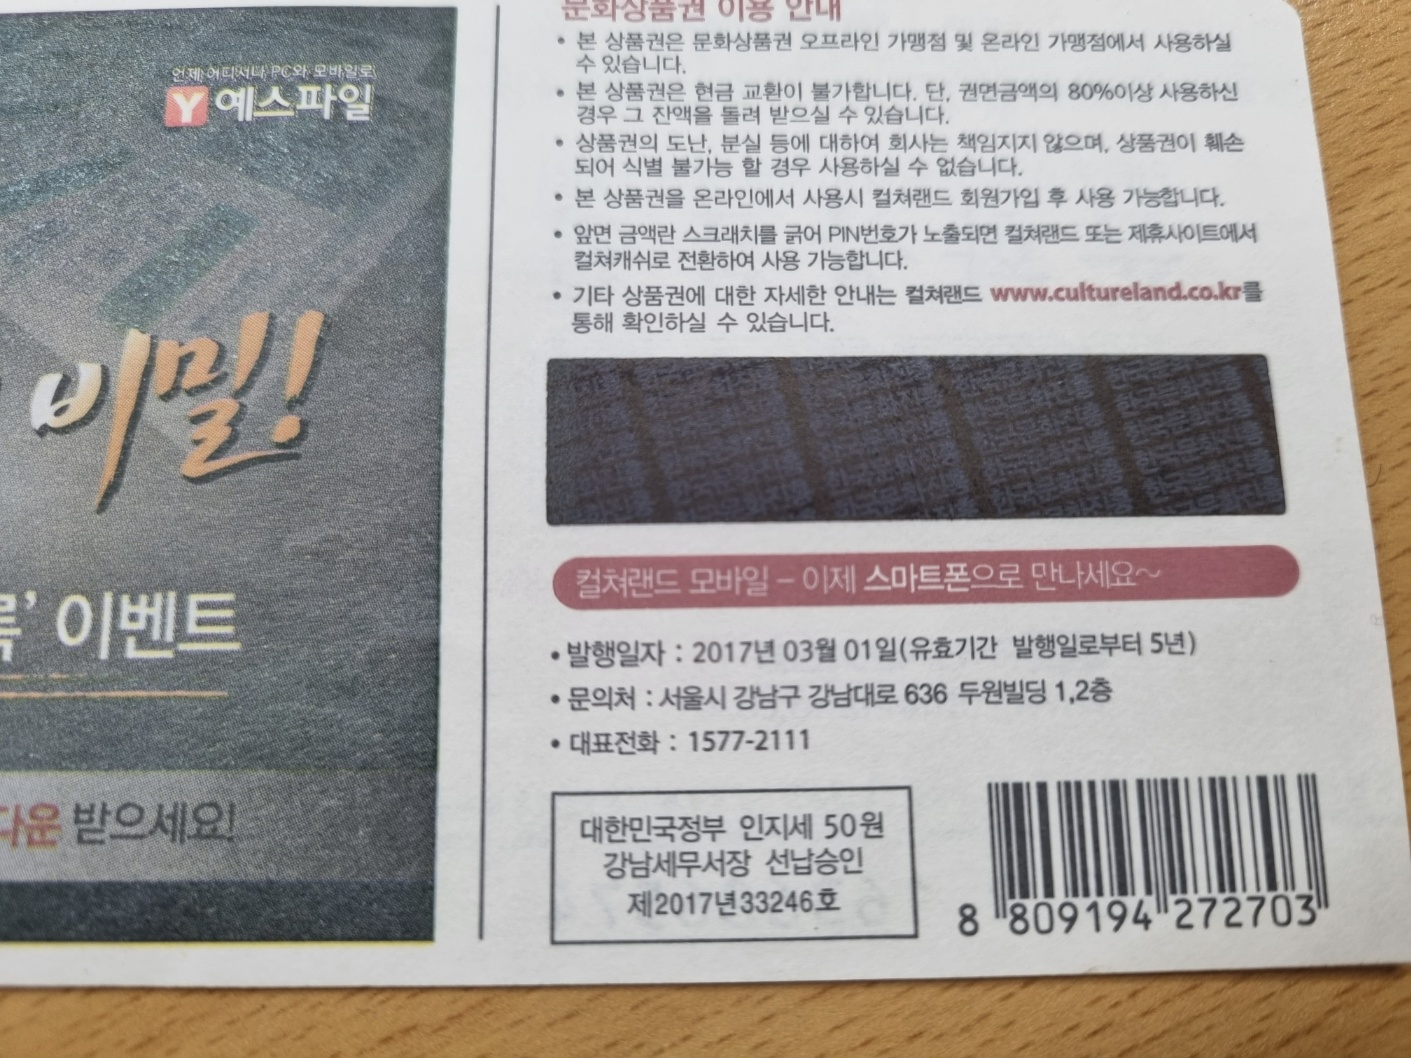 언제 어디서나 PC와 모바일로
Y 예스파일
비밀!
이벤트
다운 받으세요!
문화상품권 이용 안내
• 본 상품권은 문화상품권 오프라인 가맹점 및 온라인 가맹점에서 사용하실
수 있습니다.
• 본 상품권은 현금 교환이 불가합니다. 단, 권면금액의 80%이상 사용하신
경우 그 잔액을 돌려 받으실 수 있습니다.
• 상품권의 도난, 분실 등에 대하여 회사는 책임지지 않으며, 상품권이 훼손
되어 식별 불가능 할 경우 사용하실 수 없습니다.
• 본 상품권을 온라인에서 사용시 컬쳐랜드 회원가입 후 사용 가능합니다.
• 앞면 금액란 스크래치를 긁어 PIN번호가 노출되면 컬쳐랜드 또는 제휴사이트에서
컬쳐캐쉬로 전환하여 사용 가능합니다.
• 기타 상품권에 대한 자세한 안내는 컬쳐랜드 www.cultureland.co.kr를
통해 확인하실 수 있습니다.
컬쳐랜드 모바일 – 이제 스마트폰으로 만나세요~
• 발행일자 : 2017년 03월 01일(유효기간 발행일로부터 5년)
• 문의처 : 서울시 강남구 강남대로 636 두원빌딩 1,2층
• 대표전화 : 1577-2111
대한민국정부 인지세 50원
강남세무서장 선납승인
제2017년33246호
8 809194 272703